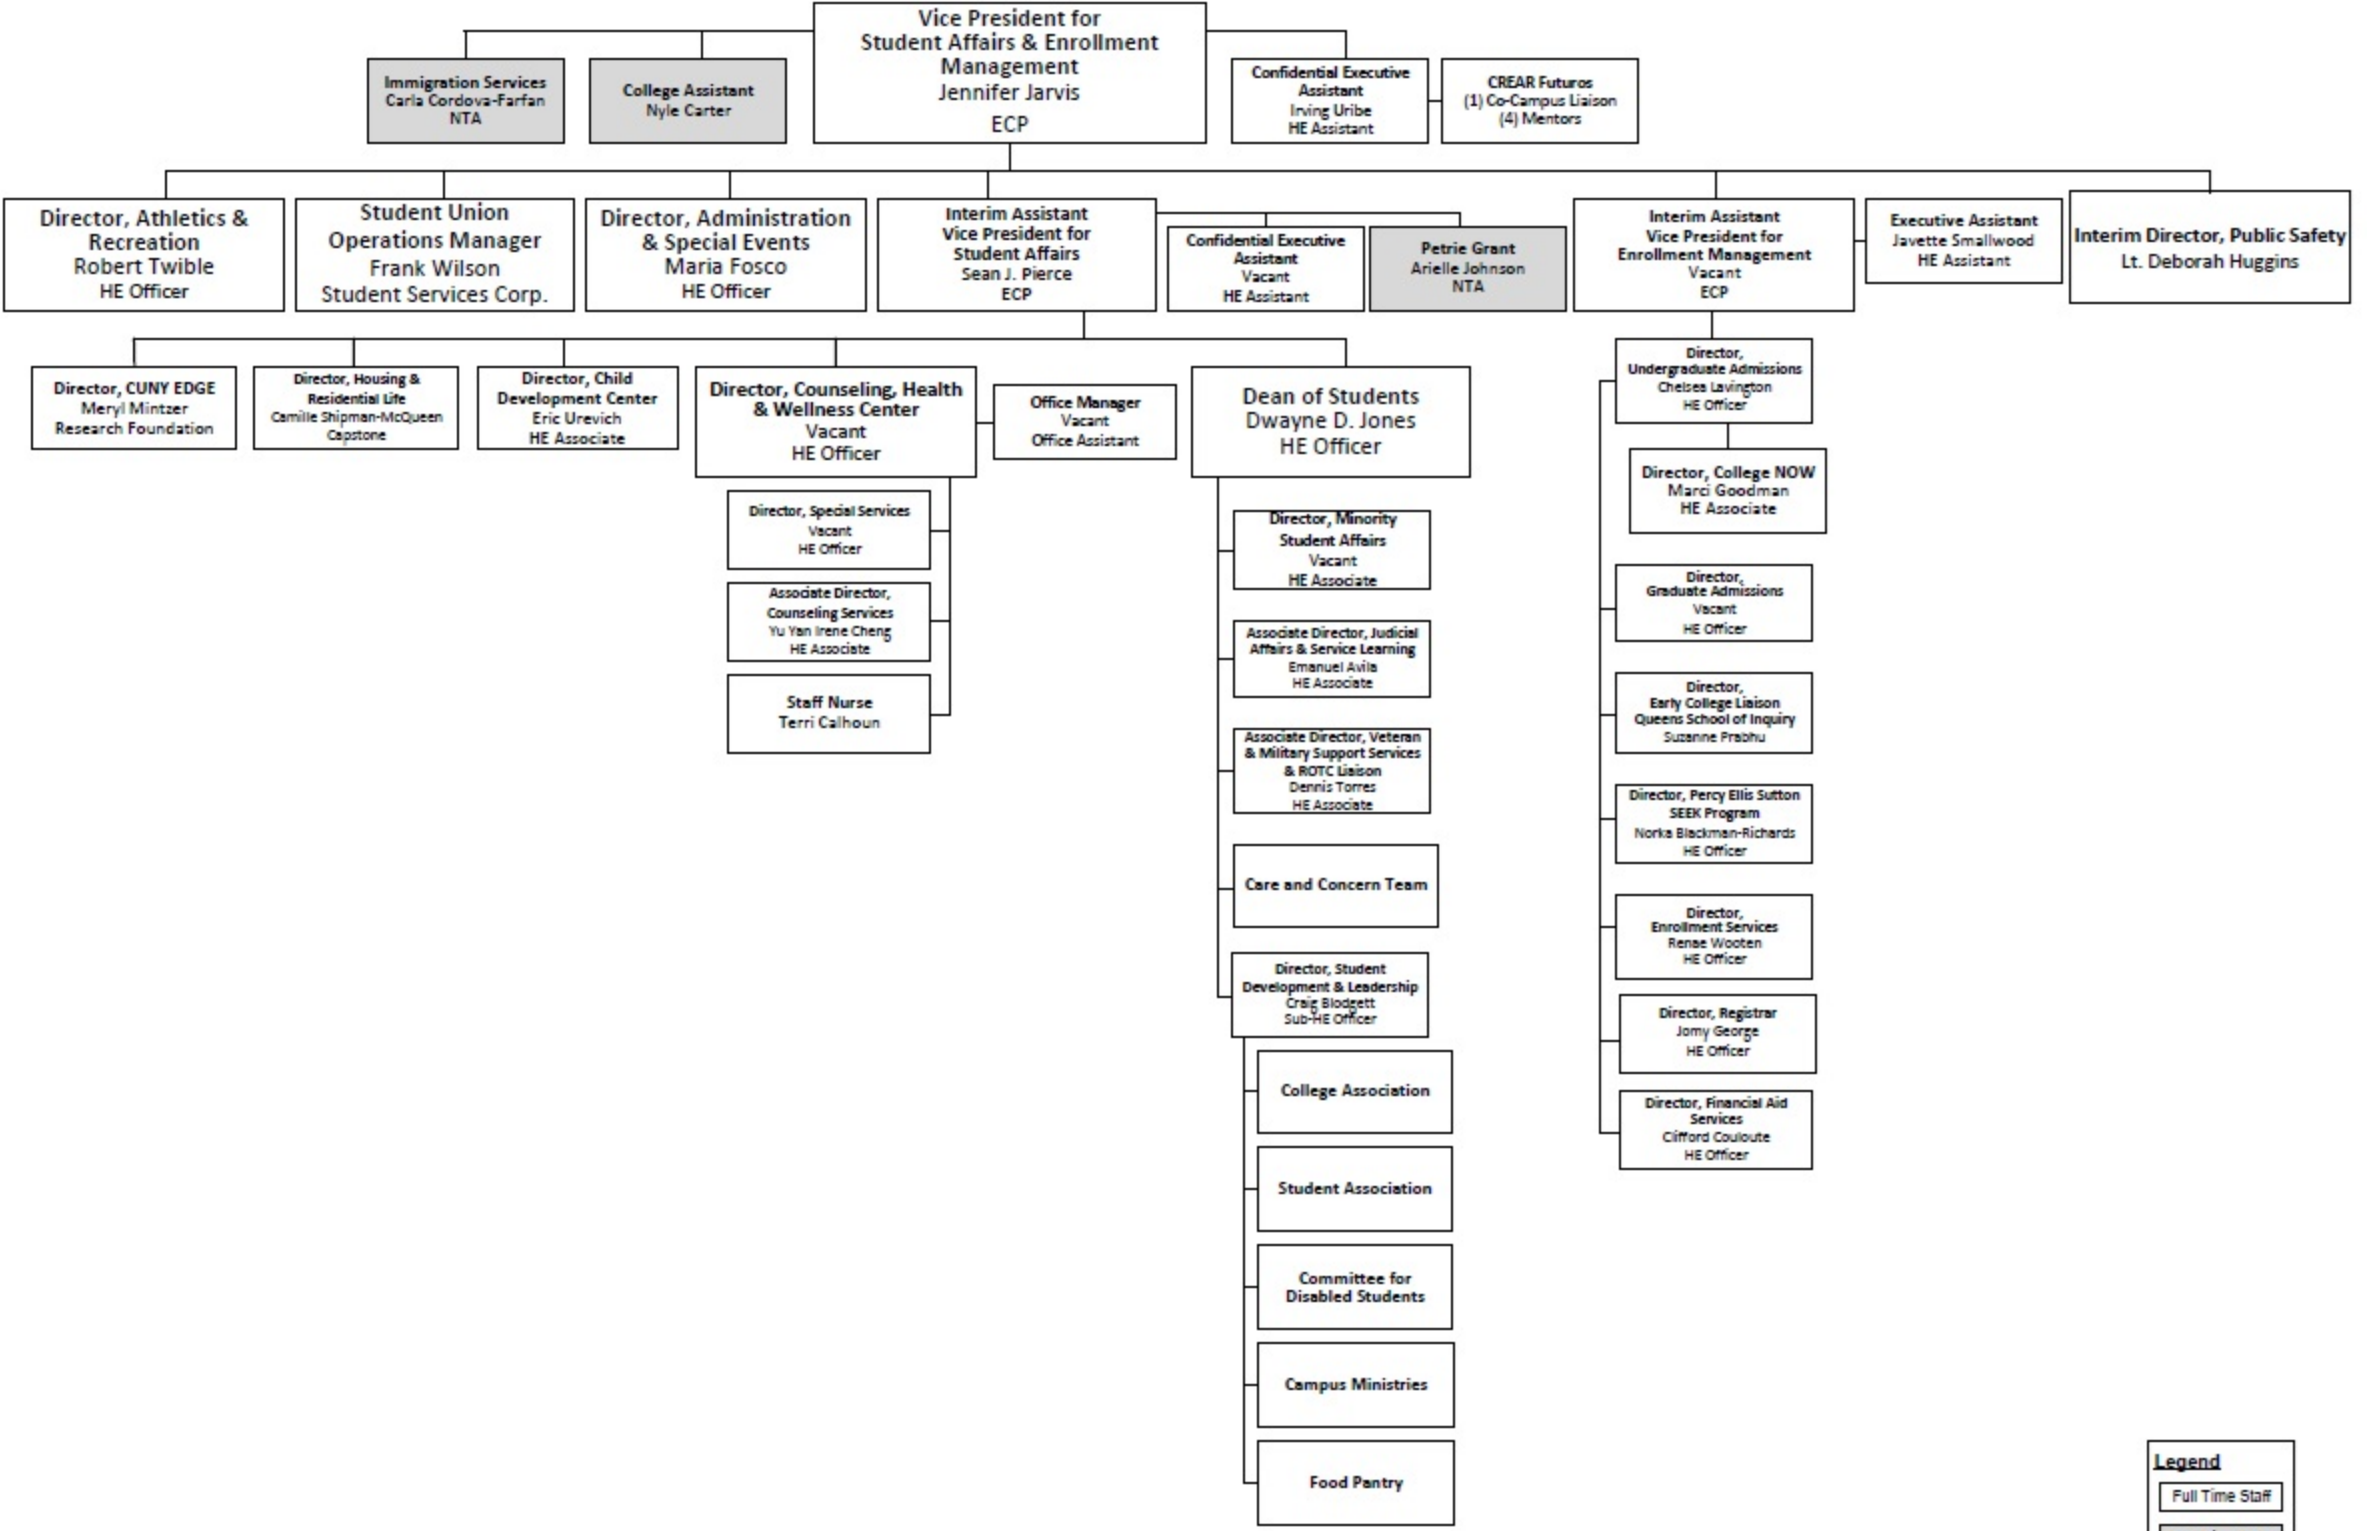 Vice President for
Student Affairs & Enrollment
Management
Jennifer Jarvis
ECP
Immigration Services
Carla Cordova-Farfan
NTA
College Assistant
Nyle Carter
Confidential Executive
Assistant
Irving Uribe
HE Assistant
CREAR Futuros
(1) Co-Campus Liaison
(4) Mentors
Director, Athletics &
Recreation
Robert Twible
HE Officer
Student Union
Operations Manager
Frank Wilson
Student Services Corp.
Director, Administration
& Special Events
Maria Fosco
HE Officer
Interim Assistant
Vice President for
Student Affairs
Sean J. Pierce
ECP
Confidential Executive
Assistant
Vacant
HE Assistant
Petrie Grant
Arielle Johnson
NTA
Interim Assistant
Vice President for
Enrollment Management
Vacant
ECP
Executive Assistant
Javette Smallwood
HE Assistant
Interim Director, Public Safety
Lt. Deborah Huggins
Director, CUNY EDGE
Meryl Mintzer
Research Foundation
Director, Housing &
Residential Life
Camille Shipman-McQueen
Capstone
Director, Child
Development Center
Eric Urevich
HE Associate
Director, Counseling, Health
& Wellness Center
Vacant
HE Officer
Office Manager
Vacant
Office Assistant
Dean of Students
Dwayne D. Jones
HE Officer
Director,
Undergraduate Admissions
Chelsea Lavington
HE Officer
Director, College NOW
Marci Goodman
HE Associate
Director, Special Services
Vacant
HE Officer
Associate Director,
Counseling Services
Yu Yan Irene Cheng
HE Associate
Staff Nurse
Terri Calhoun
Director, Minority
Student Affairs
Vacant
HE Associate
Associate Director, Judicial
Affairs & Service Learning
Emanuel Avila
HE Associate
Associate Director, Veteran
& Military Support Services
& ROTC Liaison
Dennis Torres
HE Associate
Care and Concern Team
Director, Student
Development & Leadership
Craig Blodgett
Sub-HE Officer
College Association
Student Association
Committee for
Disabled Students
Campus Ministries
Food Pantry
Director,
Graduate Admissions
Vacant
HE Officer
Director,
Early College Liaison
Queens School of Inquiry
Suzanne Prabhu
Director, Percy Ellis Sutton
SEEK Program
Norka Blackman-Richards
HE Officer
Director,
Enrollment Services
Renae Wooten
HE Officer
Director, Registrar
Jomy George
HE Officer
Director, Financial Aid
Services
Clifford Couloute
HE Officer
Legend
Full Time Staff